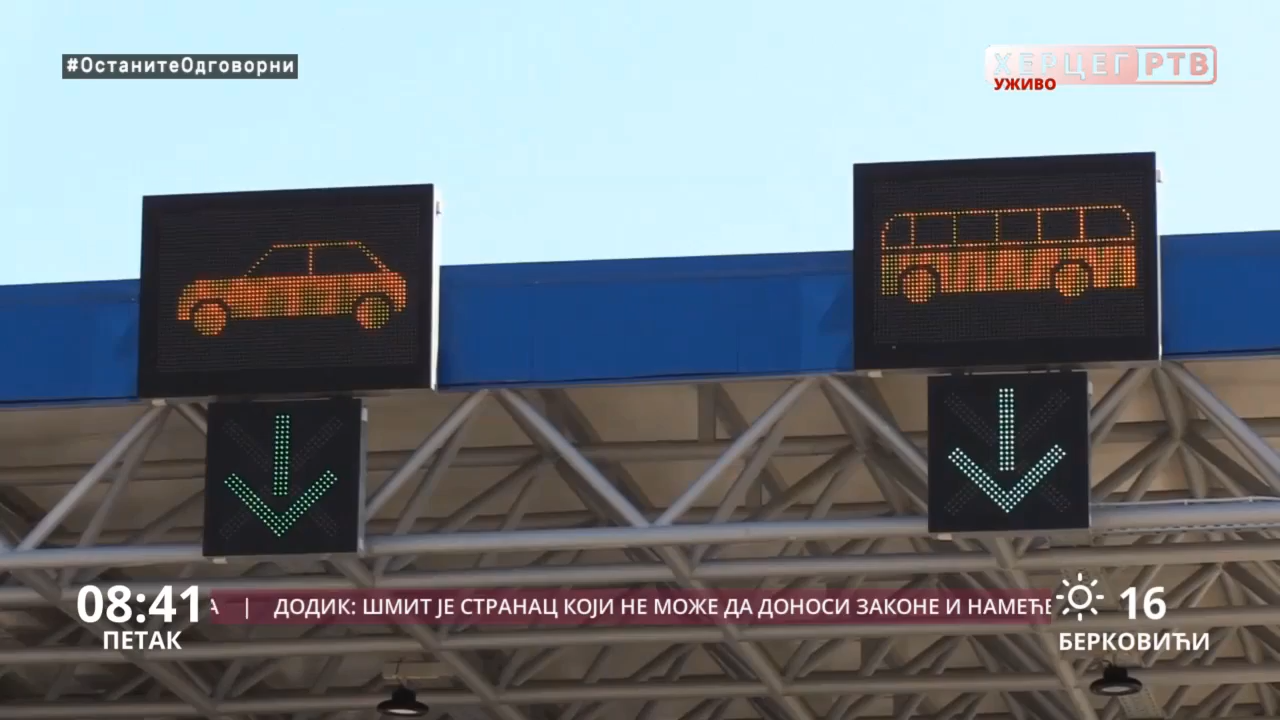 #ОстанитеОдговорни
ХЕРЦЕГ РТВ
УЖИВО
08:41
ПЕТАК
А | ДОДИК: ШМИТ ЈЕ СТРАНАЦ КОЈИ НЕ МОЖЕ ДА ДОНОСИ ЗАКОНЕ И НАМЕЋЕ
16
БЕРКОВИЋИ